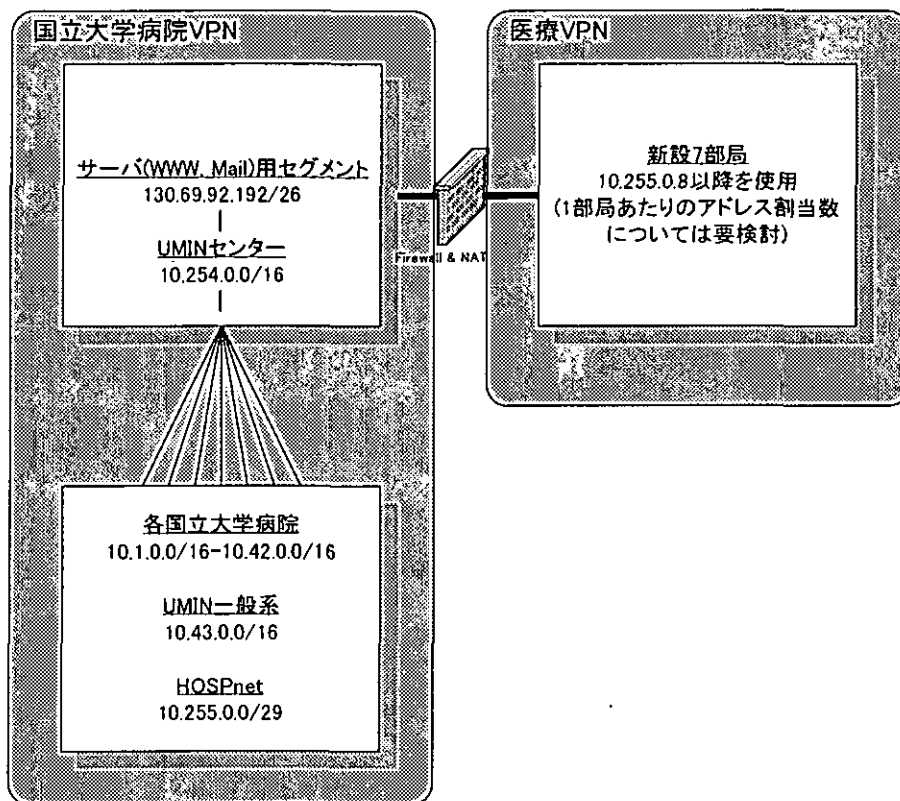 国立大学病院VPN
サーバ(WWW, Mail)用セグメント
130.69.92.192/26
UMINセンター
10.254.0.0/16
各国立大学病院
10.1.0.0/16-10.42.0.0/16
UMIN一般系
10.43.0.0/16
HOSPnet
10.255.0.0/29
Firewall & NAT
医療VPN
新設7部局
10.255.0.8以降を使用
(1部局あたりのアドレス割当数
については要検討)